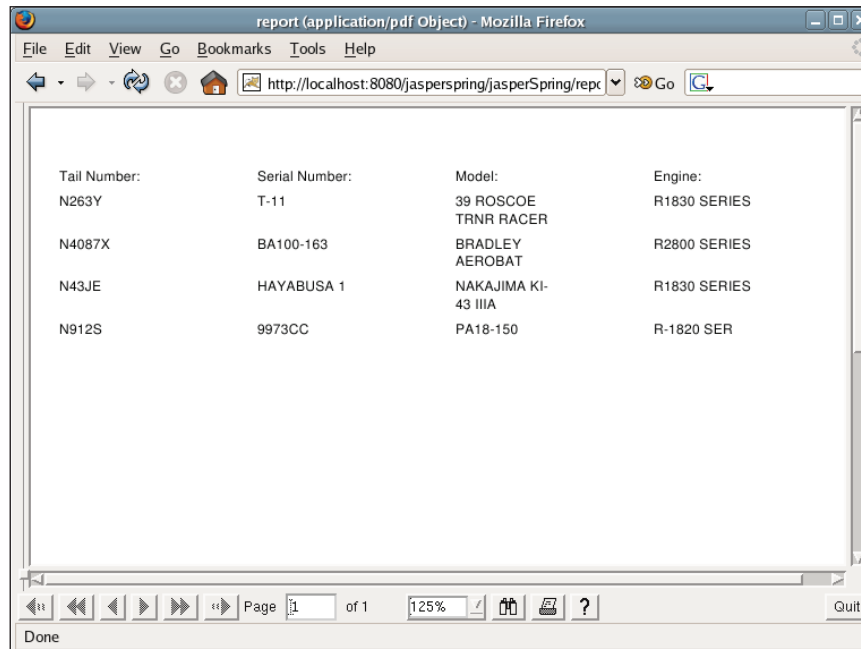 report (application/pdf Object) - Mozilla Firefox
File Edit View Go Bookmarks Tools Help
http://localhost:8080/jasperspring/jasperSpring/repo Go G
Tail Number: Serial Number: Model: Engine:
N263Y T-11 39 ROSCOE R1830 SERIES
TRNR RACER
N4087X BA100-163 BRADLEY R2800 SERIES
AEROBAT
N43JE HAYABUSA 1 NAKAJIMA KI- R1830 SERIES
43 IIIA
N912S 9973CC PA18-150 R-1820 SER
Page 1 of 1 125% ? Quit
Done